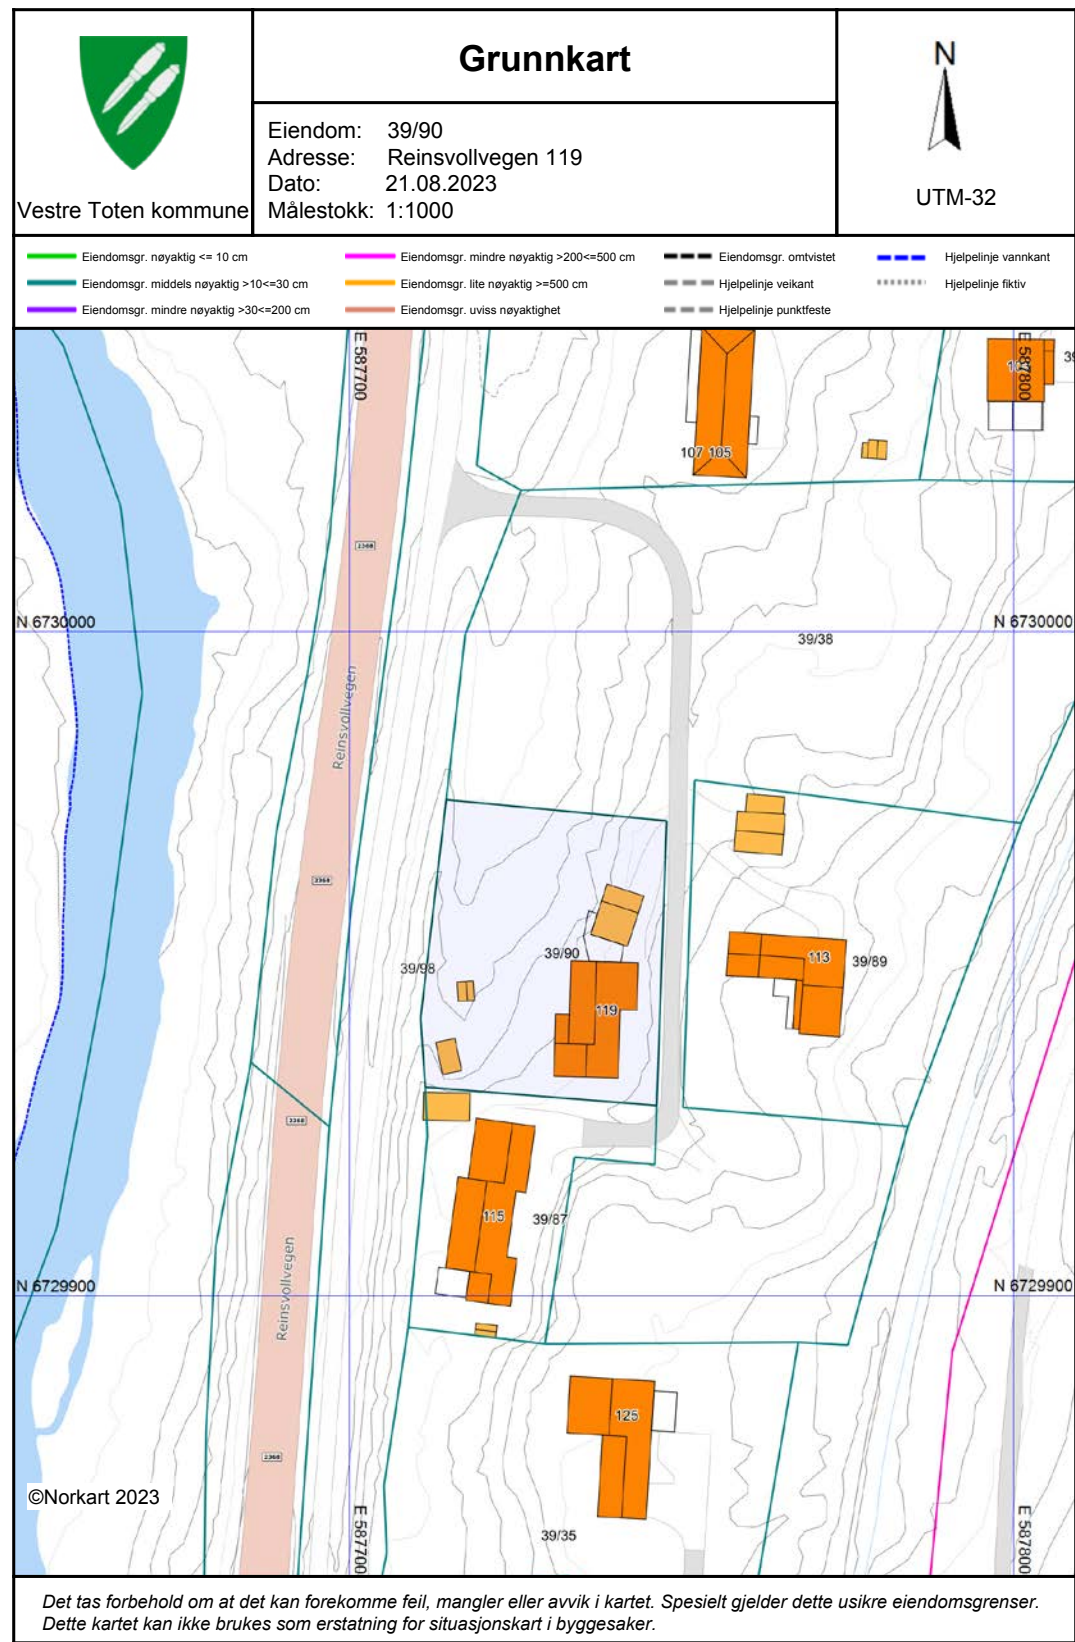 Grunnkart
Vestre Toten kommune
Eiendom: 39/90
Adresse: Reinsvollvegen 119
Dato: 21.08.2023
Målestokk: 1:1000
N
UTM-32
Eiendomsgr. nøyaktig <= 10 cm
Eiendomsgr. middels nøyaktig >10<=30 cm
Eiendomsgr. mindre nøyaktig >30<=200 cm
Eiendomsgr. mindre nøyaktig >200<=500 cm
Eiendomsgr. lite nøyaktig >=500 cm
Eiendomsgr. uviss nøyaktighet
Eiendomsgr. omtvistet
Hjelpelinje veikant
Hjelpelinje punktfeste
Hjelpelinje vannkant
Hjelpelinje fiktiv
E 587700
E 587800
39
107 105
2368
N 6730000
N 6730000
39/38
Reinsvollvegen
2368
39/98
39/90
119
113
39/89
2368
115
39/87
Reinsvollvegen
N 6729900
N 6729900
125
2368
©Norkart 2023
E 587700
E 587800
39/35
Det tas forbehold om at det kan forekomme feil, mangler eller avvik i kartet. Spesielt gjelder dette usikre eiendomsgrenser.
Dette kartet kan ikke brukes som erstatning for situasjonskart i byggesaker.